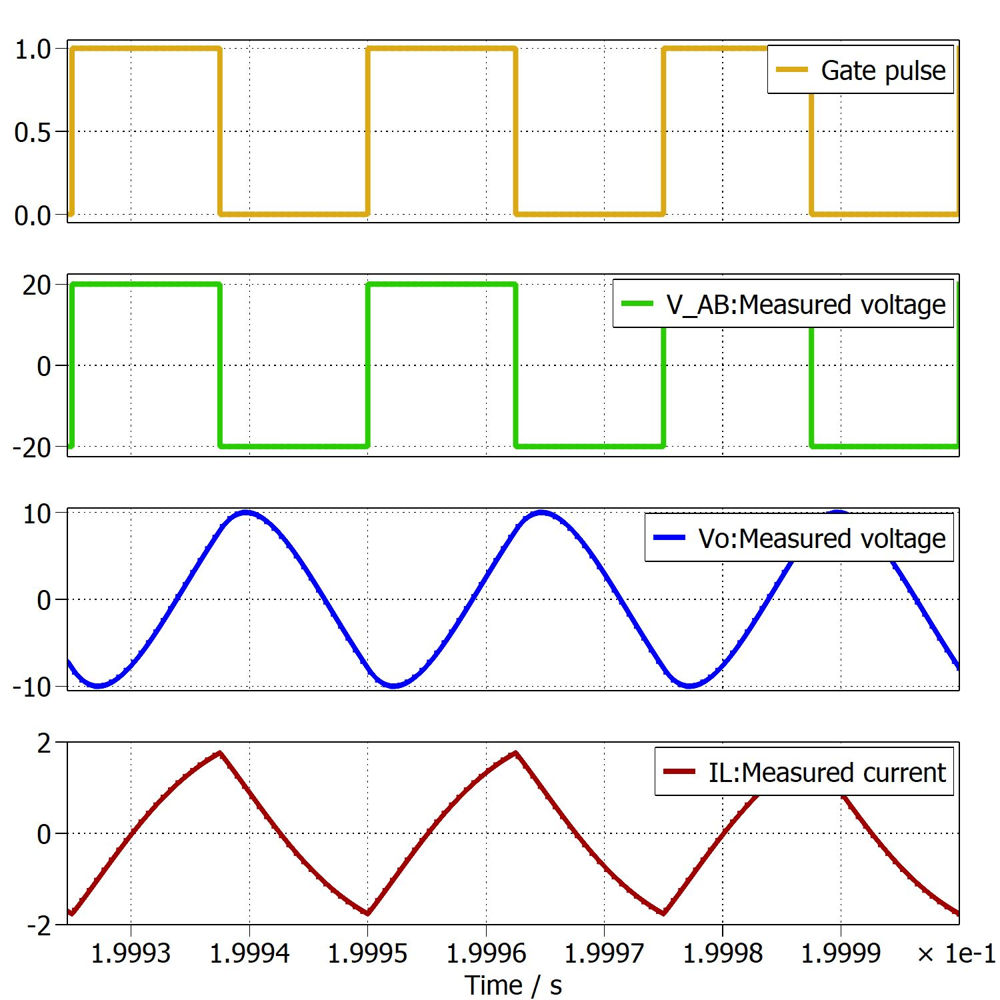 1.0
Gate pulse
0.5
0.0
20
V_AB:Measured voltage
0
-20
10
Vo:Measured voltage
0
-10
2
IL:Measured current
0
-2
1.9993 1.9994 1.9995 1.9996 1.9997 1.9998 1.9999 × 1e-1
Time / s